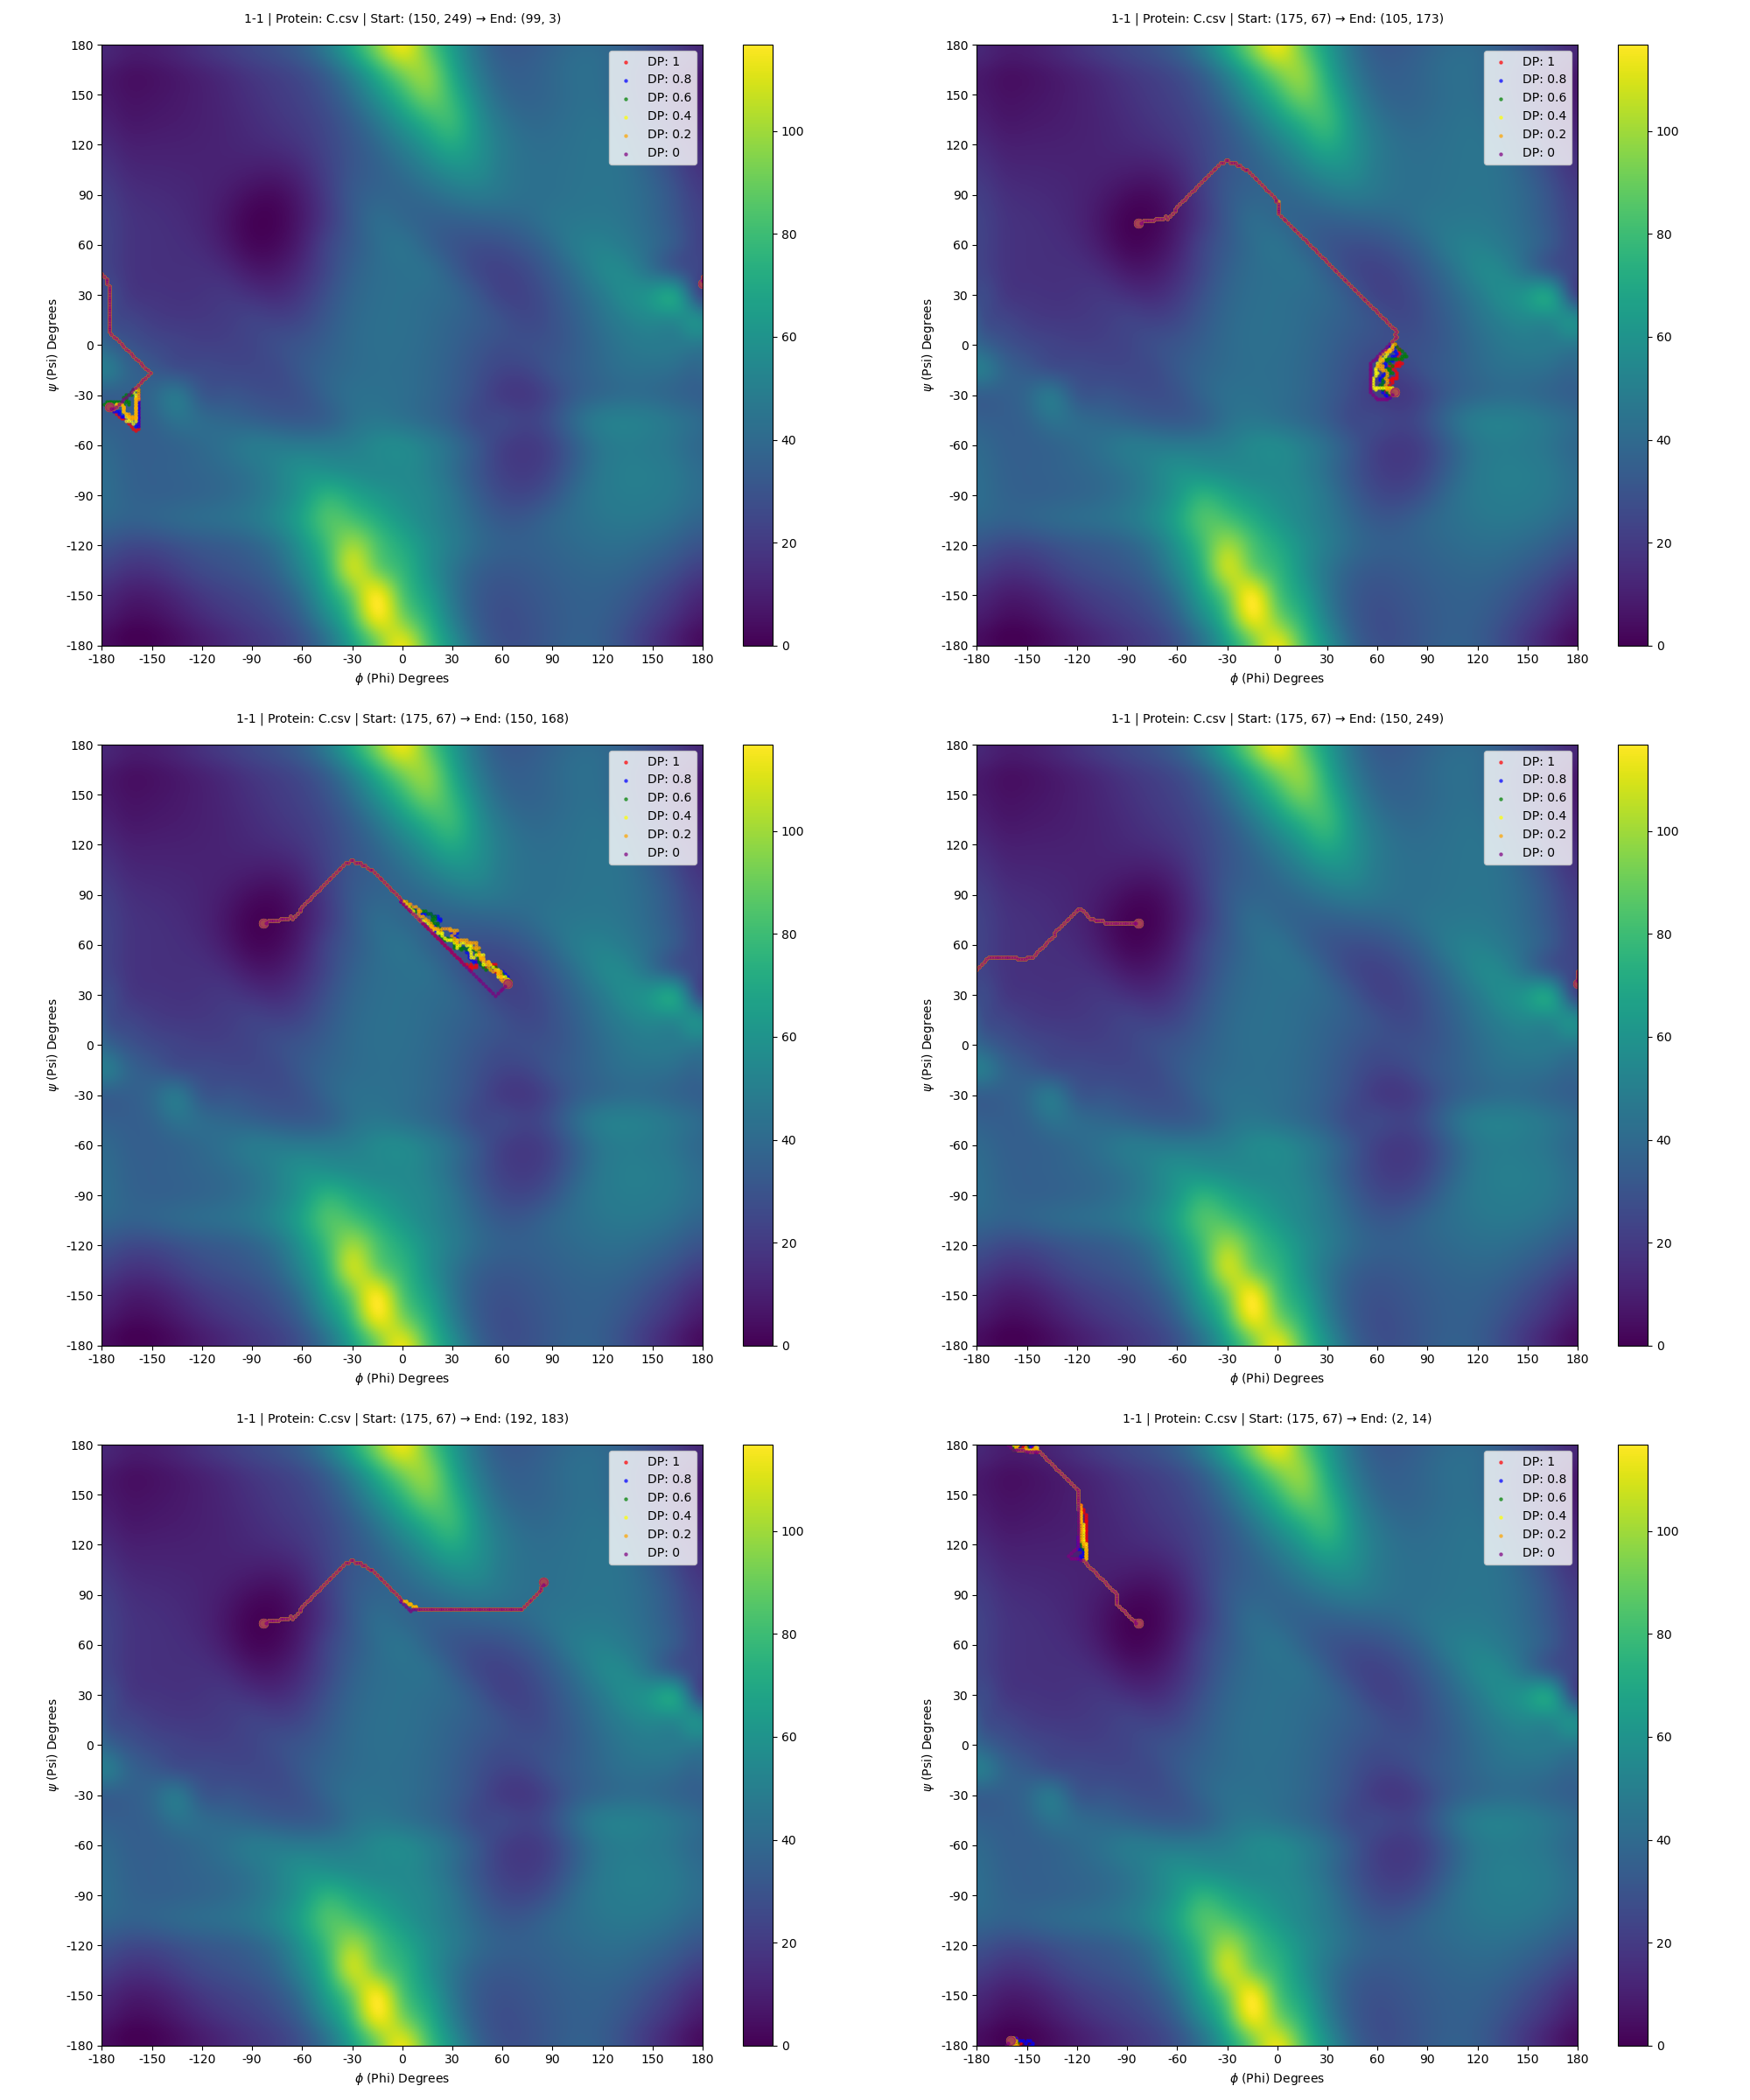 1-1 | Protein: C.csv | Start: (150, 249) → End: (99, 3)
180
150
120
90
60
30
0
-30
-60
-90
-120
-150
-180
ψ (Psi) Degrees
-180 -150 -120 -90 -60 -30 0 30 60 90 120 150 180
ϕ (Phi) Degrees
DP: 1
DP: 0.8
DP: 0.6
DP: 0.4
DP: 0.2
DP: 0
100
80
60
40
20
0
1-1 | Protein: C.csv | Start: (175, 67) → End: (105, 173)
180
150
120
90
60
30
0
-30
-60
-90
-120
-150
-180
ψ (Psi) Degrees
-180 -150 -120 -90 -60 -30 0 30 60 90 120 150 180
ϕ (Phi) Degrees
DP: 1
DP: 0.8
DP: 0.6
DP: 0.4
DP: 0.2
DP: 0
100
80
60
40
20
0
1-1 | Protein: C.csv | Start: (175, 67) → End: (150, 168)
180
150
120
90
60
30
0
-30
-60
-90
-120
-150
-180
ψ (Psi) Degrees
-180 -150 -120 -90 -60 -30 0 30 60 90 120 150 180
ϕ (Phi) Degrees
DP: 1
DP: 0.8
DP: 0.6
DP: 0.4
DP: 0.2
DP: 0
100
80
60
40
20
0
1-1 | Protein: C.csv | Start: (175, 67) → End: (150, 249)
180
150
120
90
60
30
0
-30
-60
-90
-120
-150
-180
ψ (Psi) Degrees
-180 -150 -120 -90 -60 -30 0 30 60 90 120 150 180
ϕ (Phi) Degrees
DP: 1
DP: 0.8
DP: 0.6
DP: 0.4
DP: 0.2
DP: 0
100
80
60
40
20
0
1-1 | Protein: C.csv | Start: (175, 67) → End: (192, 183)
180
150
120
90
60
30
0
-30
-60
-90
-120
-150
-180
ψ (Psi) Degrees
-180 -150 -120 -90 -60 -30 0 30 60 90 120 150 180
ϕ (Phi) Degrees
DP: 1
DP: 0.8
DP: 0.6
DP: 0.4
DP: 0.2
DP: 0
100
80
60
40
20
0
1-1 | Protein: C.csv | Start: (175, 67) → End: (2, 14)
180
150
120
90
60
30
0
-30
-60
-90
-120
-150
-180
ψ (Psi) Degrees
-180 -150 -120 -90 -60 -30 0 30 60 90 120 150 180
ϕ (Phi) Degrees
DP: 1
DP: 0.8
DP: 0.6
DP: 0.4
DP: 0.2
DP: 0
100
80
60
40
20
0